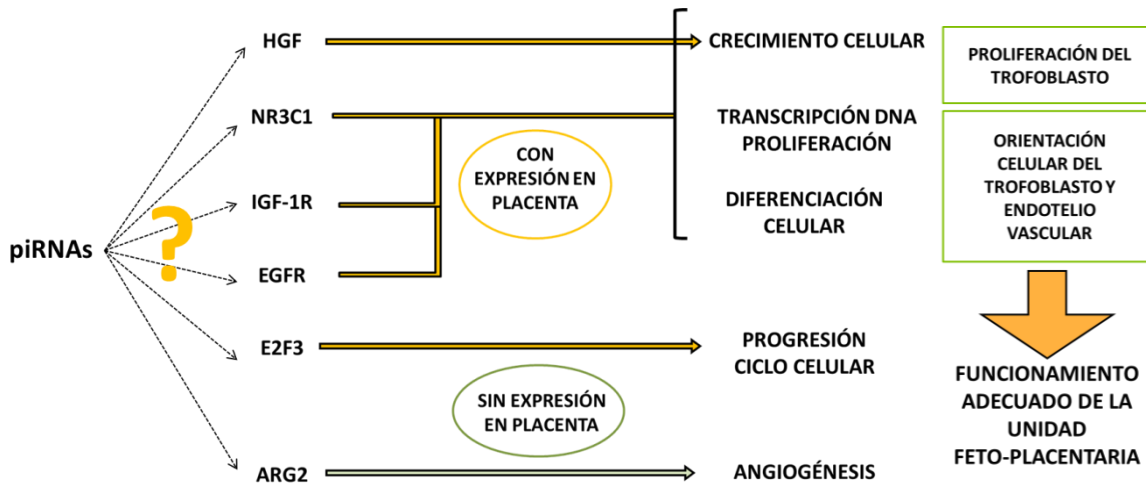 piRNAs
?
HGF
NR3C1
IGF-1R
EGFR
E2F3
ARG2
CON
EXPRESIÓN EN
PLACENTA
SIN EXPRESIÓN
EN PLACENTA
CRECIMIENTO CELULAR
TRANSCRIPCIÓN DNA
PROLIFERACIÓN
DIFERENCIACIÓN
CELULAR
PROGRESIÓN
CICLO CELULAR
ANGIOGÉNESIS
PROLIFERACIÓN DEL
TROFOBLASTO
ORIENTACIÓN
CELULAR DEL
TROFOBLASTO Y
ENDOTELIO
VASCULAR
FUNCIONAMIENTO
ADECUADO DE LA
UNIDAD
FETO-PLACENTARIA